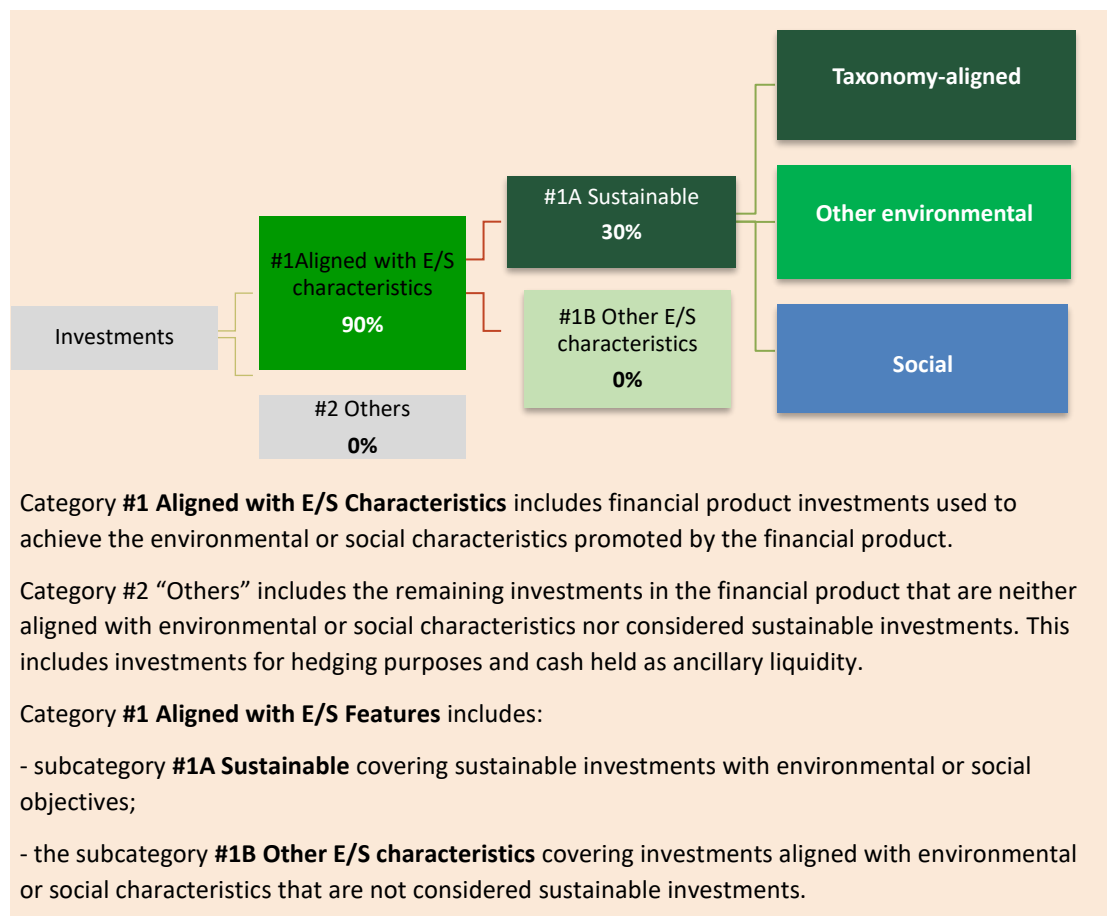 Taxonomy-aligned
#1A Sustainable
30%
Other environmental
#1Aligned with E/S
characteristics
90%
#1B Other E/S
characteristics
0%
Investments
Social
#2 Others
0%
Category #1 Aligned with E/S Characteristics includes financial product investments used to
achieve the environmental or social characteristics promoted by the financial product.
Category #2 “Others” includes the remaining investments in the financial product that are neither
aligned with environmental or social characteristics nor considered sustainable investments. This
includes investments for hedging purposes and cash held as ancillary liquidity.
Category #1 Aligned with E/S Features includes:
- subcategory #1A Sustainable covering sustainable investments with environmental or social
objectives;
- the subcategory #1B Other E/S characteristics covering investments aligned with environmental
or social characteristics that are not considered sustainable investments.